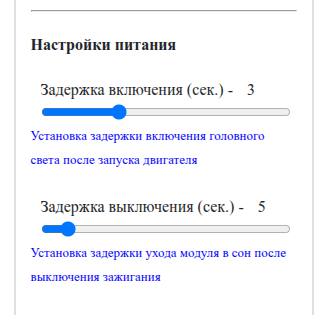 Настройки питания
Задержка включения (сек.) - 3
Установка задержки включения головного
света после запуска двигателя
Задержка выключения (сек.) - 5
Установка задержки ухода модуля в сон после
выключения зажигания